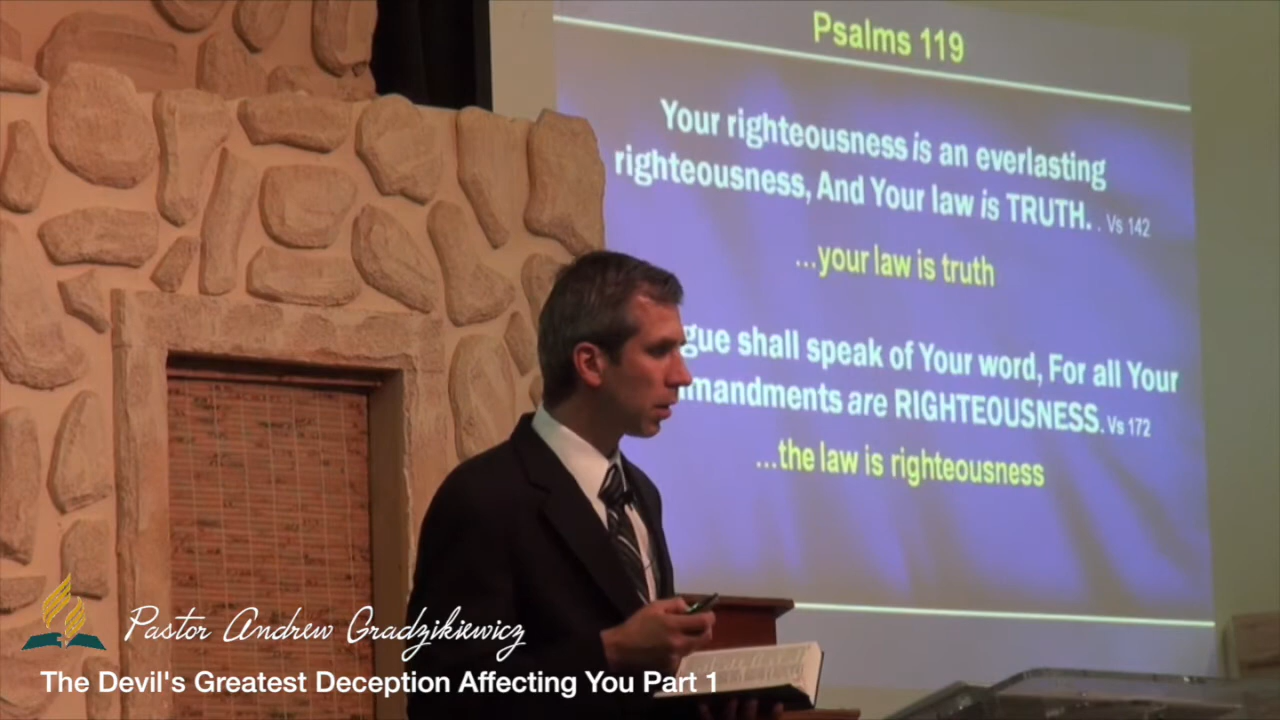 Psalms 119
Your righteousness is an everlasting
righteousness, And Your law is TRUTH. . Vs 142
...your law is truth
gue shall speak of Your word, For all Your
mmandments are RIGHTEOUSNESS. Vs 172
...the law is righteousness
Pastor Andrew Gradzikiewicz
The Devil's Greatest Deception Affecting You Part 1